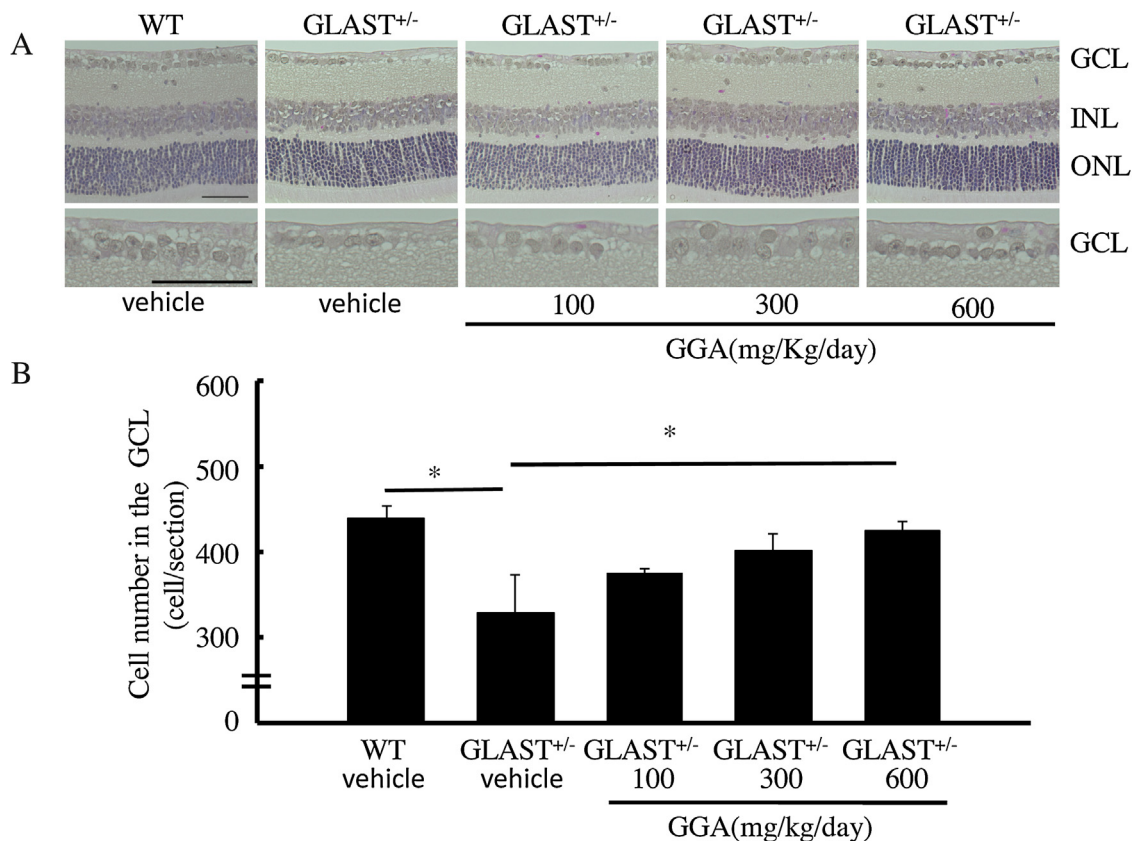 A
WT GLAST+/- GLAST+/- GLAST+/- GLAST+/-
GCL
INL
ONL
GCL
vehicle vehicle 100 300 600
GGA(mg/Kg/day)
B
Cell number in the GCL
(cell/section)
600
500
400
300
0
*
*
WT GLAST+/- GLAST+/- GLAST+/- GLAST+/-
vehicle vehicle 100 300 600
GGA(mg/kg/day)